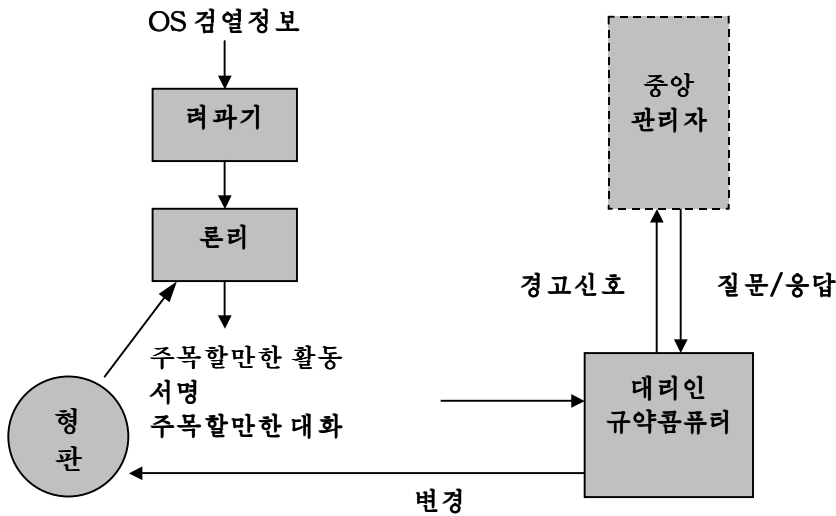 OS 검열정보
려과기
론리
주목할만한 활동
서명
주목할만한 대화
형
판
중앙
관리자
경고신호
질문/응답
대리인
규약콤퓨터
변경